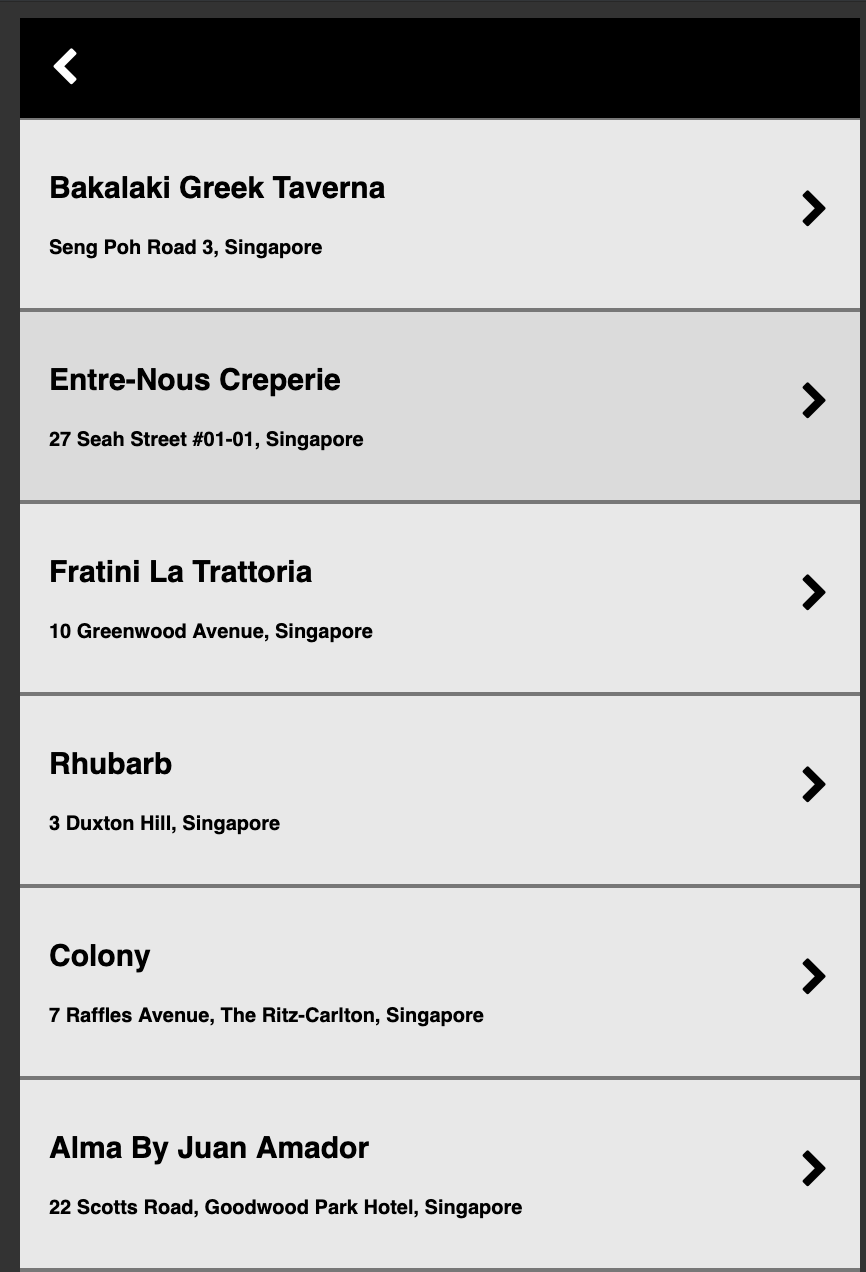 Bakalaki Greek Taverna
Seng Poh Road 3, Singapore
Entre-Nous Creperie
27 Seah Street #01-01, Singapore
Fratini La Trattoria
10 Greenwood Avenue, Singapore
Rhubarb
3 Duxton Hill, Singapore
Colony
7 Raffles Avenue, The Ritz-Carlton, Singapore
Alma By Juan Amador
22 Scotts Road, Goodwood Park Hotel, Singapore